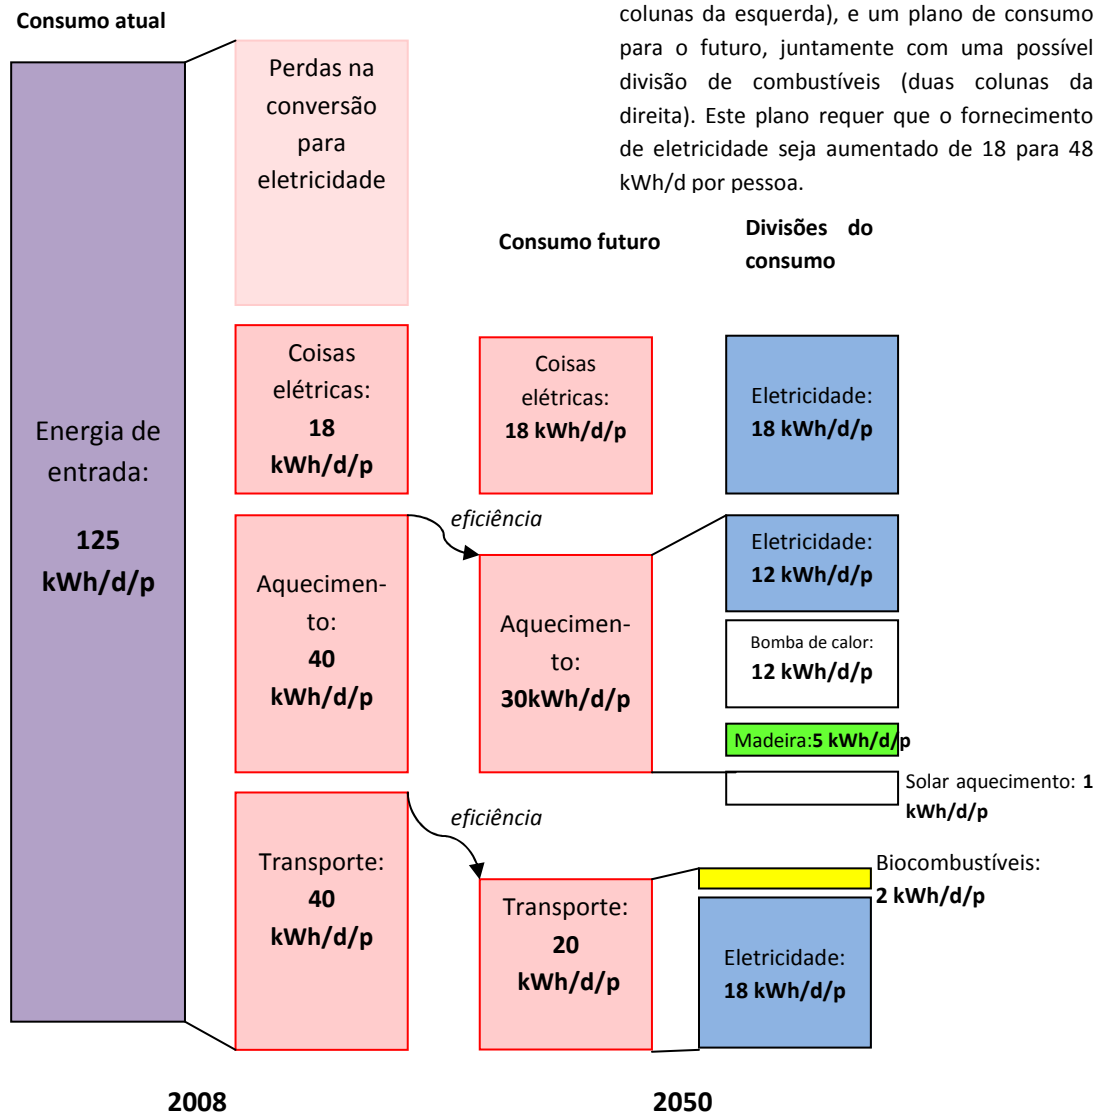 Consumo atual
colunas da esquerda), e um plano de consumo
para o futuro, juntamente com uma possível
divisão de combustíveis (duas colunas da
direita). Este plano requer que o fornecimento
de eletricidade seja aumentado de 18 para 48
kWh/d por pessoa.
Consumo futuro
Divisões do
consumo
Energia de
entrada:
125
kWh/d/p
Perdas na
conversão
para
eletricidade
Coisas
elétricas:
18
kWh/d/p
Aquecimen-
to:
40
kWh/d/p
Transporte:
40
kWh/d/p
eficiência
eficiência
Coisas
elétricas:
18 kWh/d/p
Aquecimen-
to:
30kWh/d/p
Transporte:
20
kWh/d/p
Eletricidade:
18 kWh/d/p
Eletricidade:
12 kWh/d/p
Bomba de calor:
12 kWh/d/p
Madeira:5 kWh/d/p
Solar aquecimento: 1
kWh/d/p
Biocombustíveis:
2 kWh/d/p
Eletricidade:
18 kWh/d/p
2008
2050